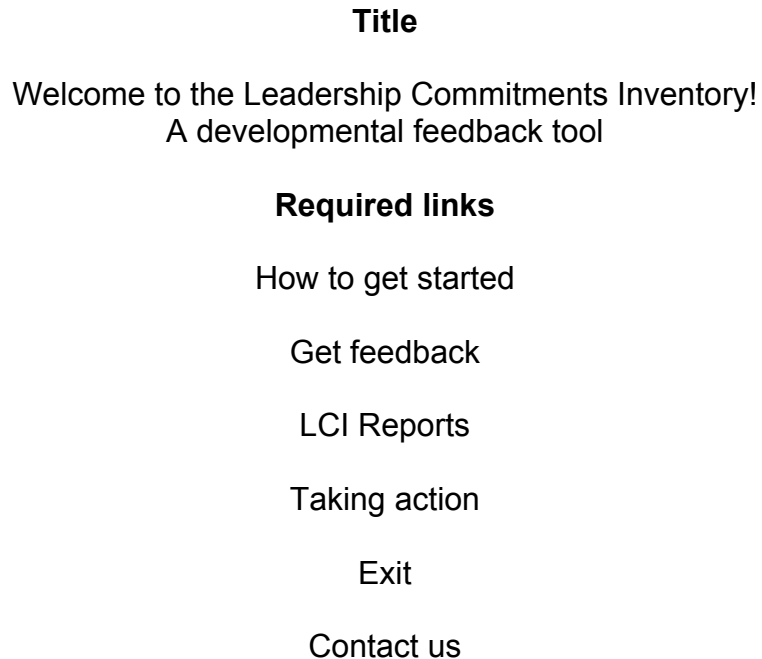 Title
Welcome to the Leadership Commitments Inventory!
A developmental feedback tool
Required links
How to get started
Get feedback
LCI Reports
Taking action
Exit
Contact us